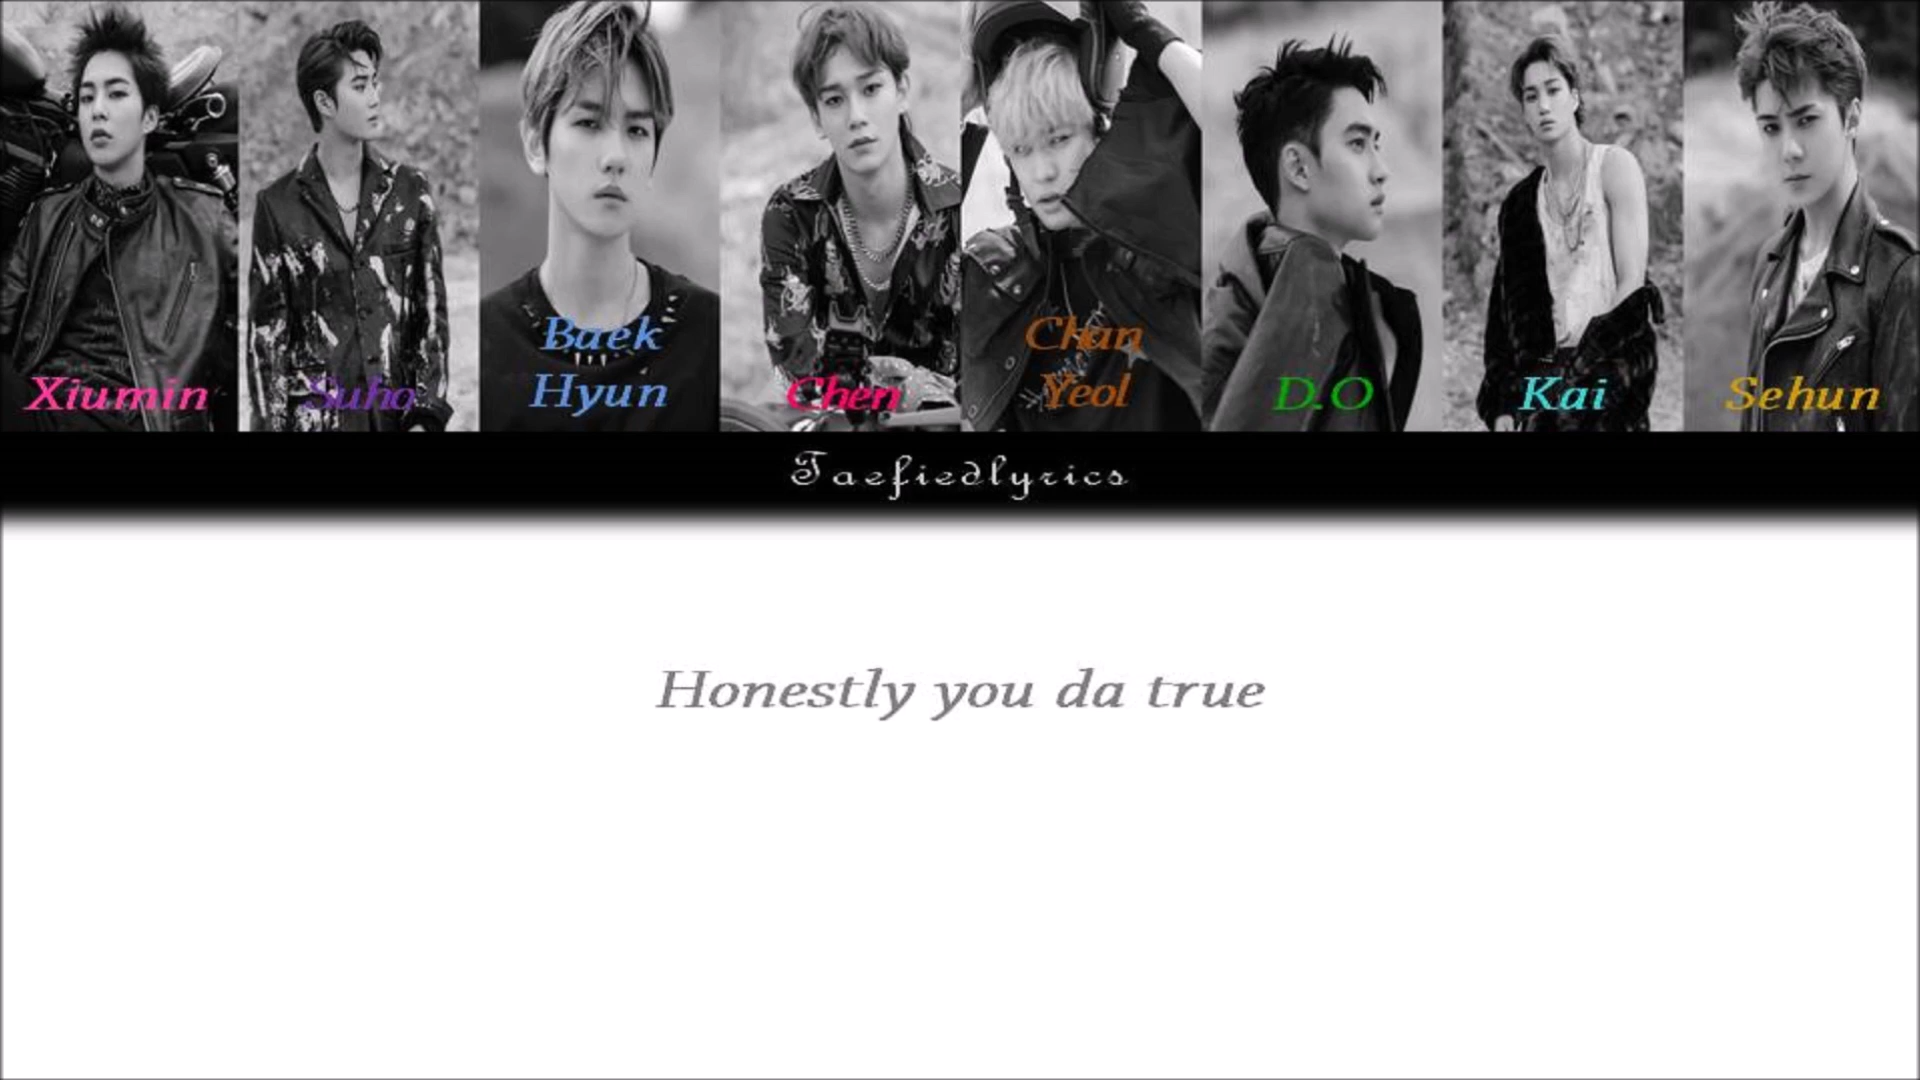 Xiumin
Suho
Baek
Hyun
Chen
Chan
Yeol
D.O
Kai
Sehun
Taefiedlyrics
Honestly you da true